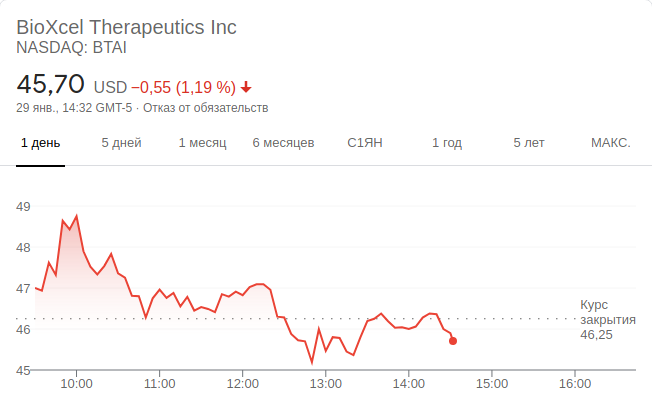 BioXcel Therapeutics Inc
NASDAQ: BTAI
45,70 USD −0,55 (1,19 %)
29 янв., 14:32 GMT-5 · Отказ от обязательств
1 день 5 дней 1 месяц 6 месяцев С1ЯН 1 год 5 лет МАКС.
49
48
47
46
45
Курс
закрытия
46,25
10:00 11:00 12:00 13:00 14:00 15:00 16:00